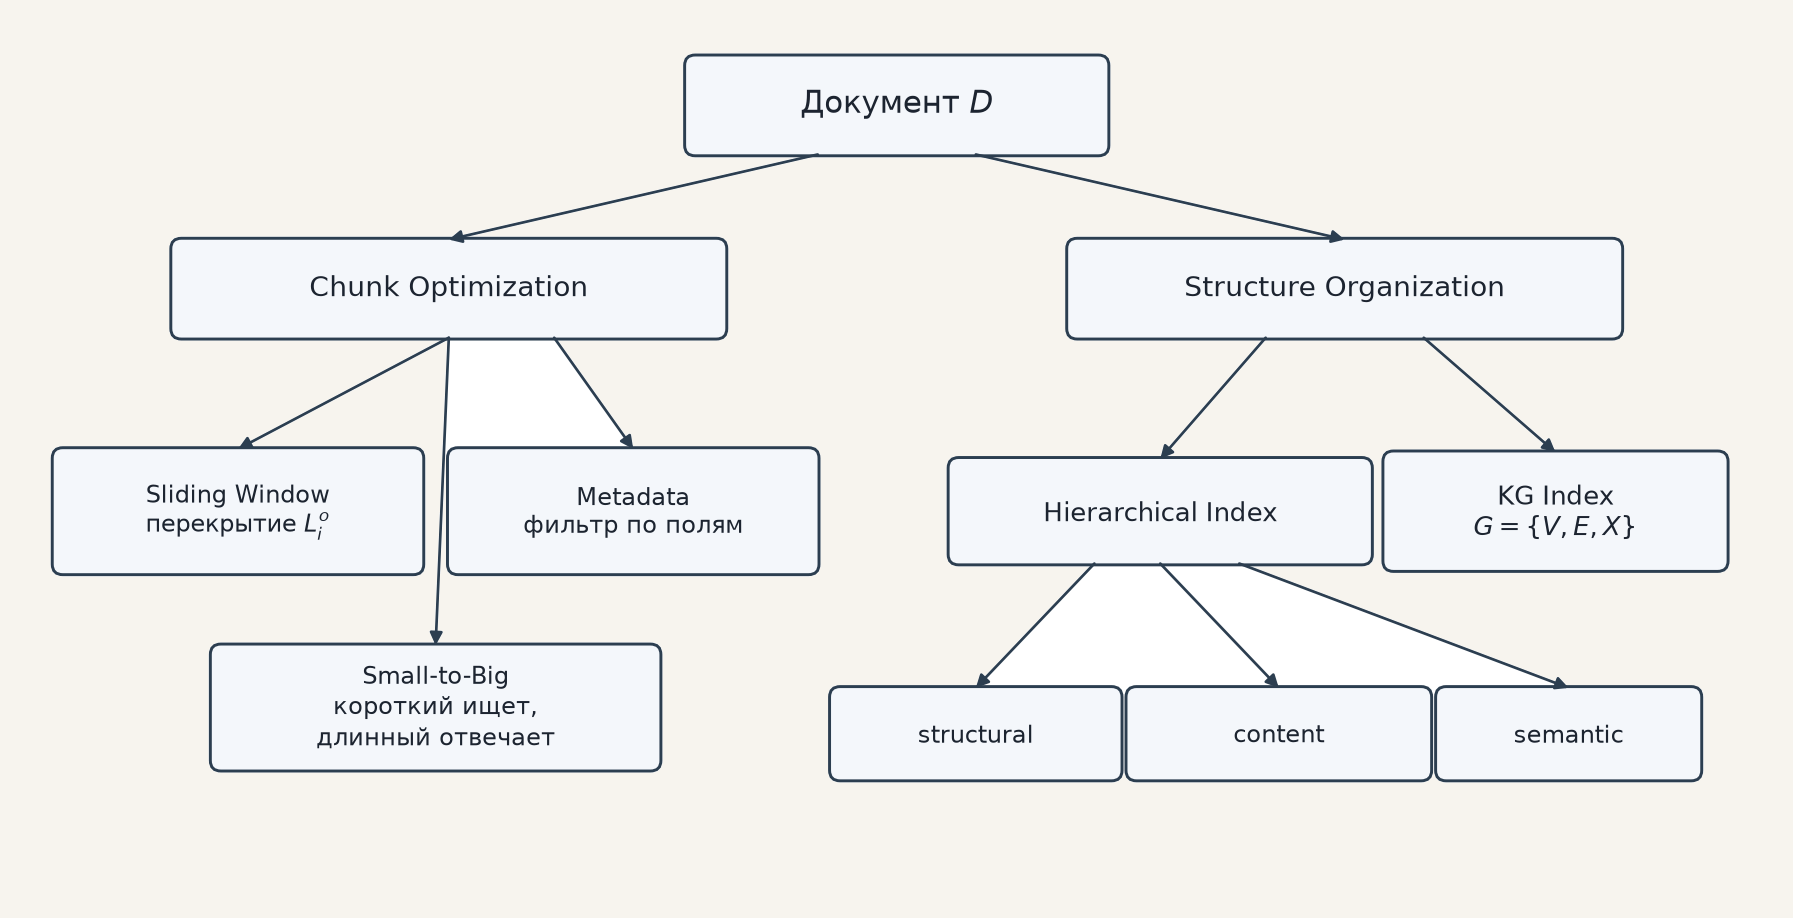 Документ D
Chunk Optimization
Structure Organization
Sliding Window
перекрытие L_i^o
Metadata
фильтр по полям
Hierarchical Index
KG Index
G = {V, E, X}
Small-to-Big
короткий ищет,
длинный отвечает
structural
content
semantic